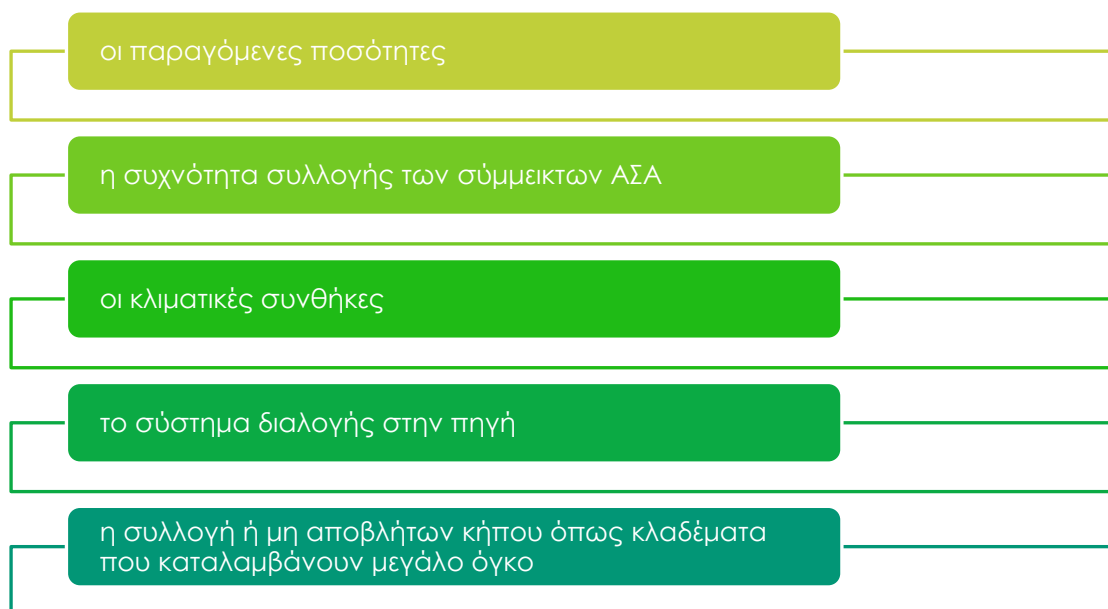 οι παραγόμενες ποσότητες
η συχνότητα συλλογής των σύμμεικτων ΑΣΑ
οι κλιματικές συνθήκες
το σύστημα διαλογής στην πηγή
η συλλογή ή μη αποβλήτων κήπου όπως κλαδέματα
που καταλαμβάνουν μεγάλο όγκο